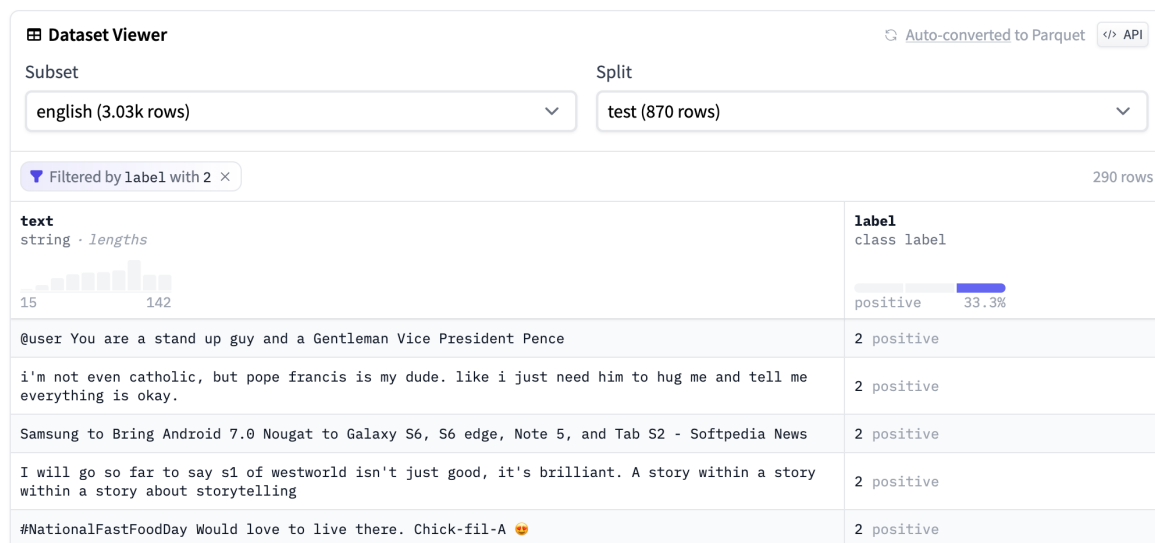 Dataset Viewer
Auto-converted to Parquet
</> API
Subset
Split
english (3.03k rows)
test (870 rows)
Filtered by label with 2 ×
290 rows
text
string · lengths
15
142
label
class label
positive
33.3%
@user You are a stand up guy and a Gentleman Vice President Pence
2 positive
i'm not even catholic, but pope francis is my dude. like i just need him to hug me and tell me
everything is okay.
2 positive
Samsung to Bring Android 7.0 Nougat to Galaxy S6, S6 edge, Note 5, and Tab S2 - Softpedia News
2 positive
I will go so far to say s1 of westworld isn't just good, it's brilliant. A story within a story
within a story about storytelling
2 positive
#NationalFastFoodDay Would love to live there. Chick-fil-A 😍
2 positive